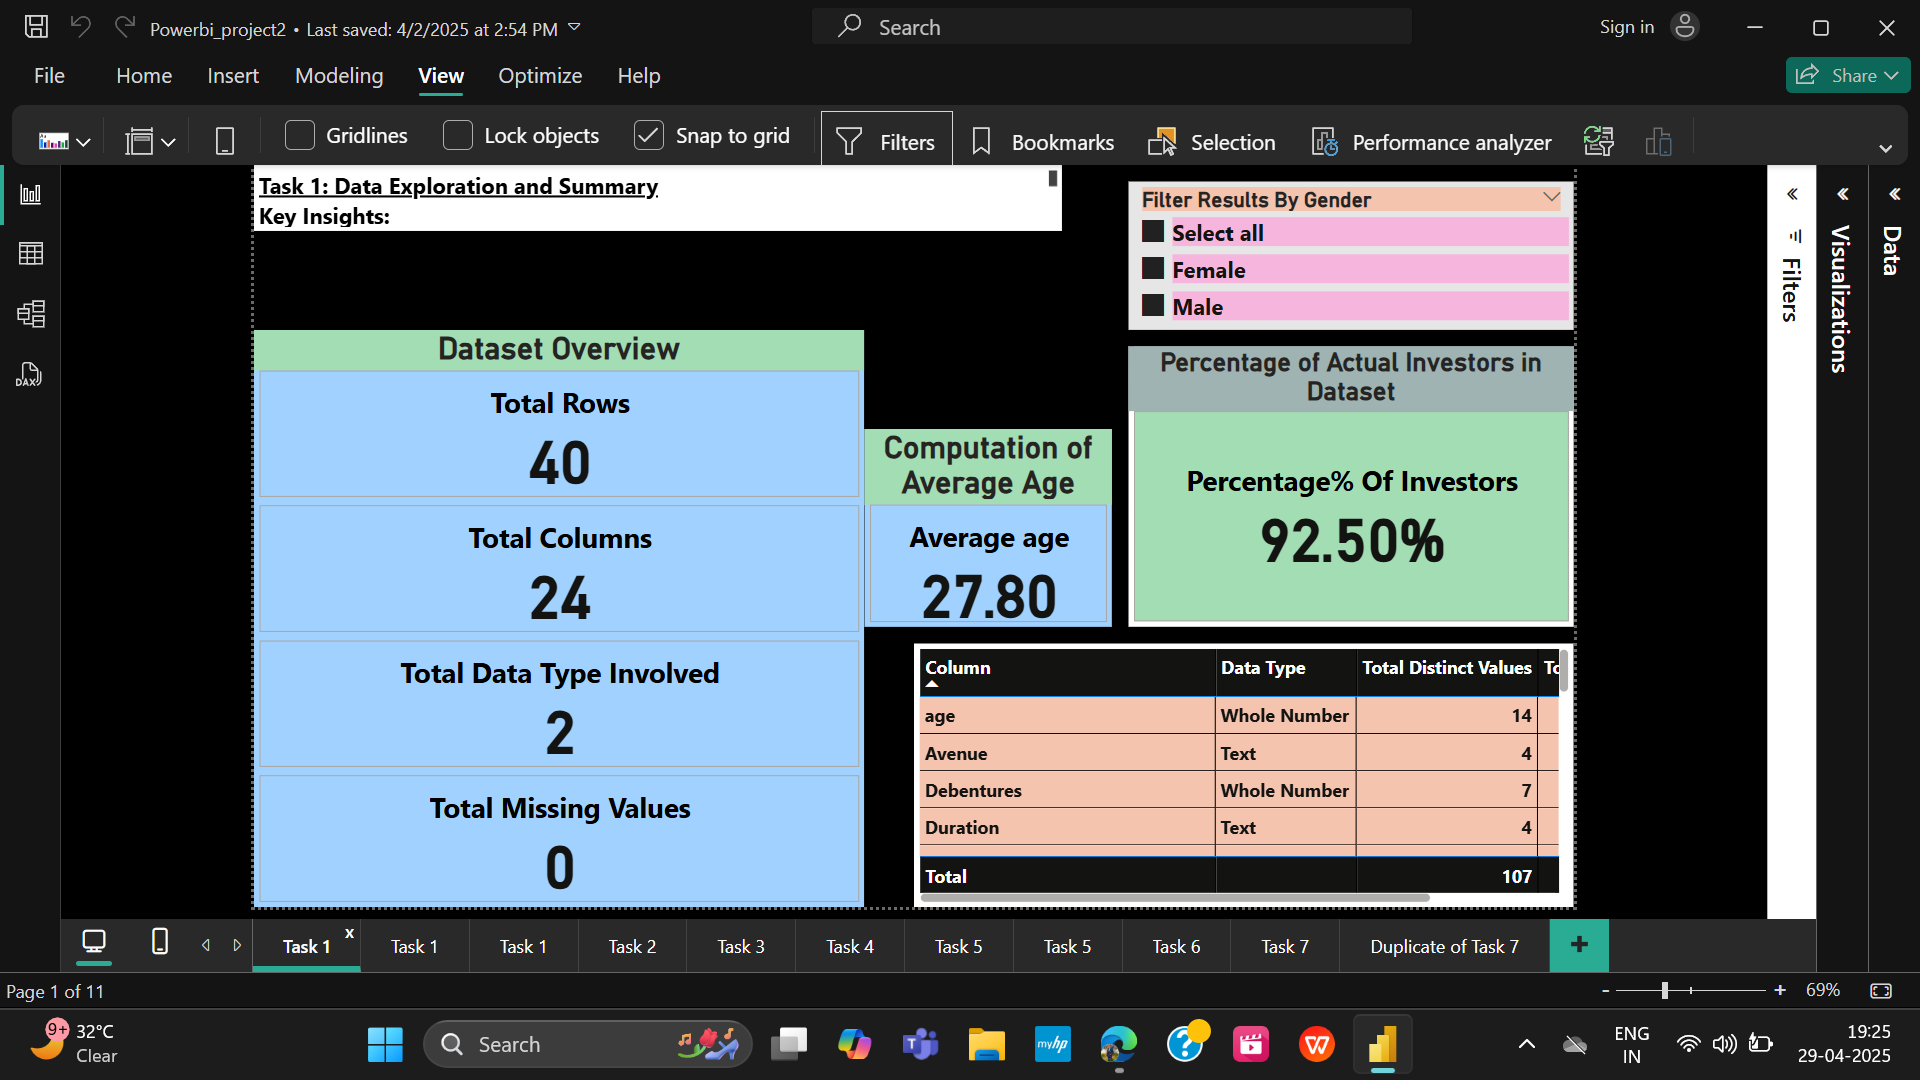 Powerbi_project2 • Last saved: 4/2/2025 at 2:54 PM
Search
Sign in
File Home Insert Modeling View Optimize Help
Share
Gridlines Lock objects Snap to grid Filters Bookmarks Selection Performance analyzer
DAX
Task 1: Data Exploration and Summary
Key Insights:
Filter Results By Gender
Select all
Female
Male
Filters
Visualizations
Data
Dataset Overview
Total Rows
40
Total Columns
24
Total Data Type Involved
2
Total Missing Values
0
Computation of
Average Age
Average age
27.80
Percentage of Actual Investors in
Dataset
Percentage% Of Investors
92.50%
Column Data Type Total Distinct Values
age Whole Number 14
Avenue Text 4
Debentures Whole Number 7
Duration Text 4
Total 107
Task 1 x Task 1 Task 1 Task 2 Task 3 Task 4 Task 5 Task 5 Task 6 Task 7 Duplicate of Task 7 +
Page 1 of 11
- + 69%
9+ 32°C
Clear
Search
myhp
ENG
IN
19:25
29-04-2025